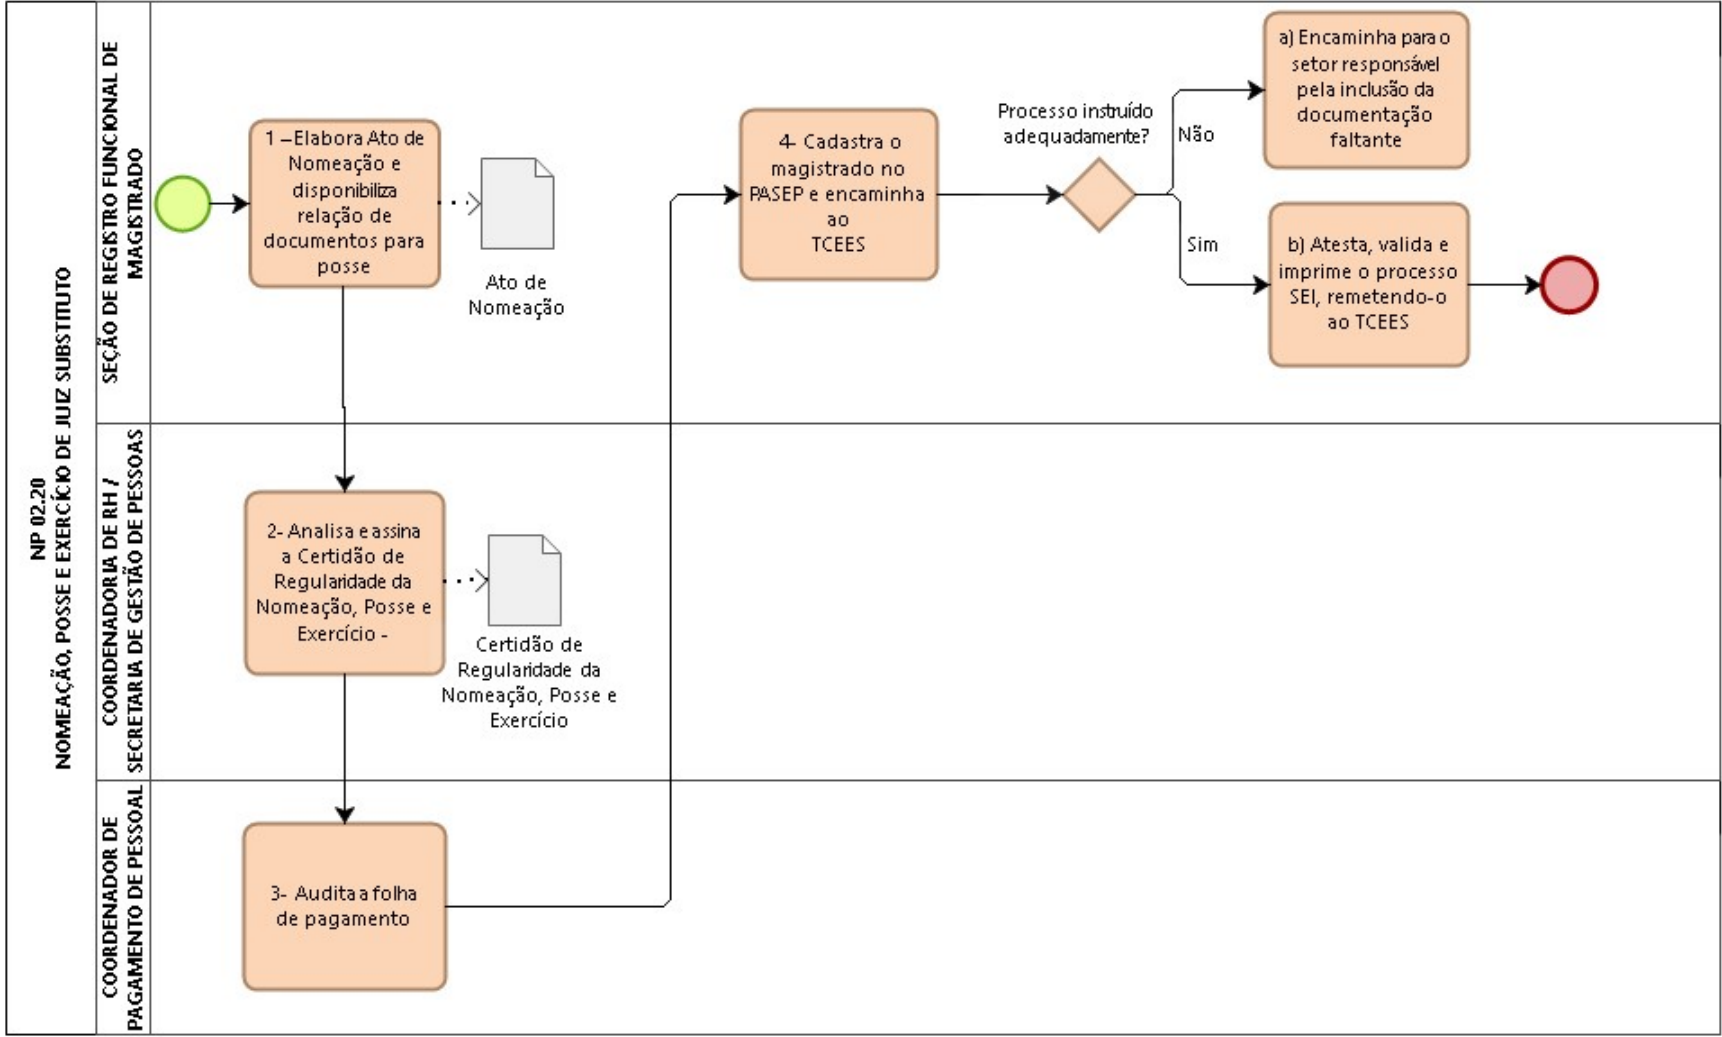 NP 02.20
NOMEAÇÃO, POSSE E EXERCÍCIO DE JUIZ SUBSTITUTO
SEÇÃO DE REGISTRO FUNCIONAL DE
MAGISTRADO
1 –Elabora Ato de
Nomeação e
disponibiliza
relação de
documentos para
posse
Ato de
Nomeação
4- Cadastra o
magistrado no
PASEP e encaminha
ao
TCEES
Processo instruído
adequadamente?
Não
a) Encaminha para o
setor responsável
pela inclusão da
documentação
faltante
Sim
b) Atesta, valida e
imprime o processo
SEI, remetendo-o
ao TCEES
COORDENADORIA DE RH /
SECRETARIA DE GESTÃO DE PESSOAS
2- Analisa e assina
a Certidão de
Regularidade da
Nomeação, Posse e
Exercício -
Certidão de
Regularidade da
Nomeação, Posse e
Exercício
COORDENADOR DE
PAGAMENTO DE PESSOAL
3- Audita a folha
de pagamento